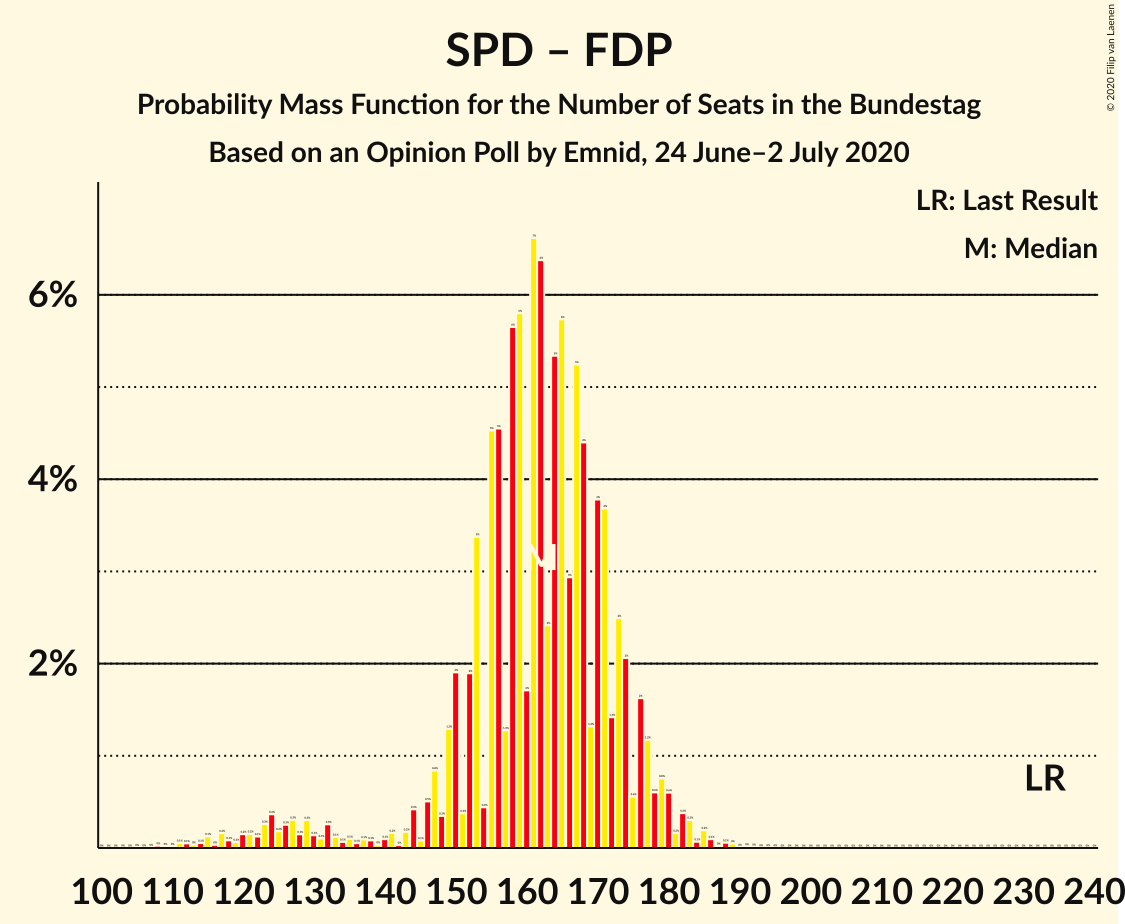 SPD – FDP
Probability Mass Function for the Number of Seats in the Bundestag
Based on an Opinion Poll by Emnid, 24 June–2 July 2020
© 2020 Filip van Laenen
LR: Last Result
M: Median
6%
4%
2%
M
LR
100 110 120 130 140 150 160 170 180 190 200 210 220 230 240